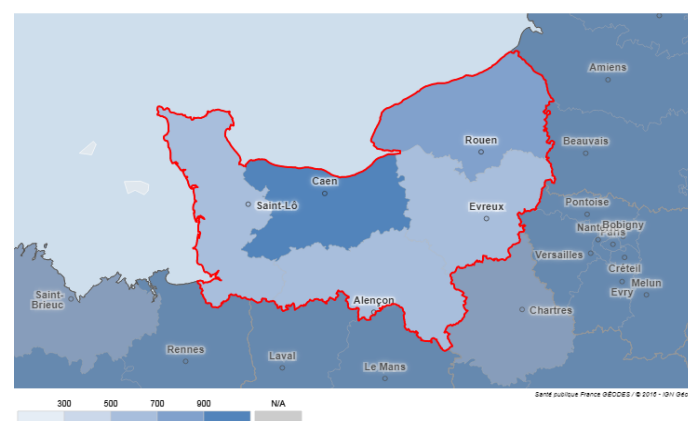 Amiens
Rouen
Beauvais
Caen
Saint-Lô
Evreux
Pontoise
Nanterre
Bobigny
Paris
Versailles
Créteil
Evry
Melun
Saint-
Brieuc
Alençon
Chartres
Rennes
Laval
Le Mans
Santé publique France GÉODES / © 2016 - IGN Géo
300 500 700 900 N/A